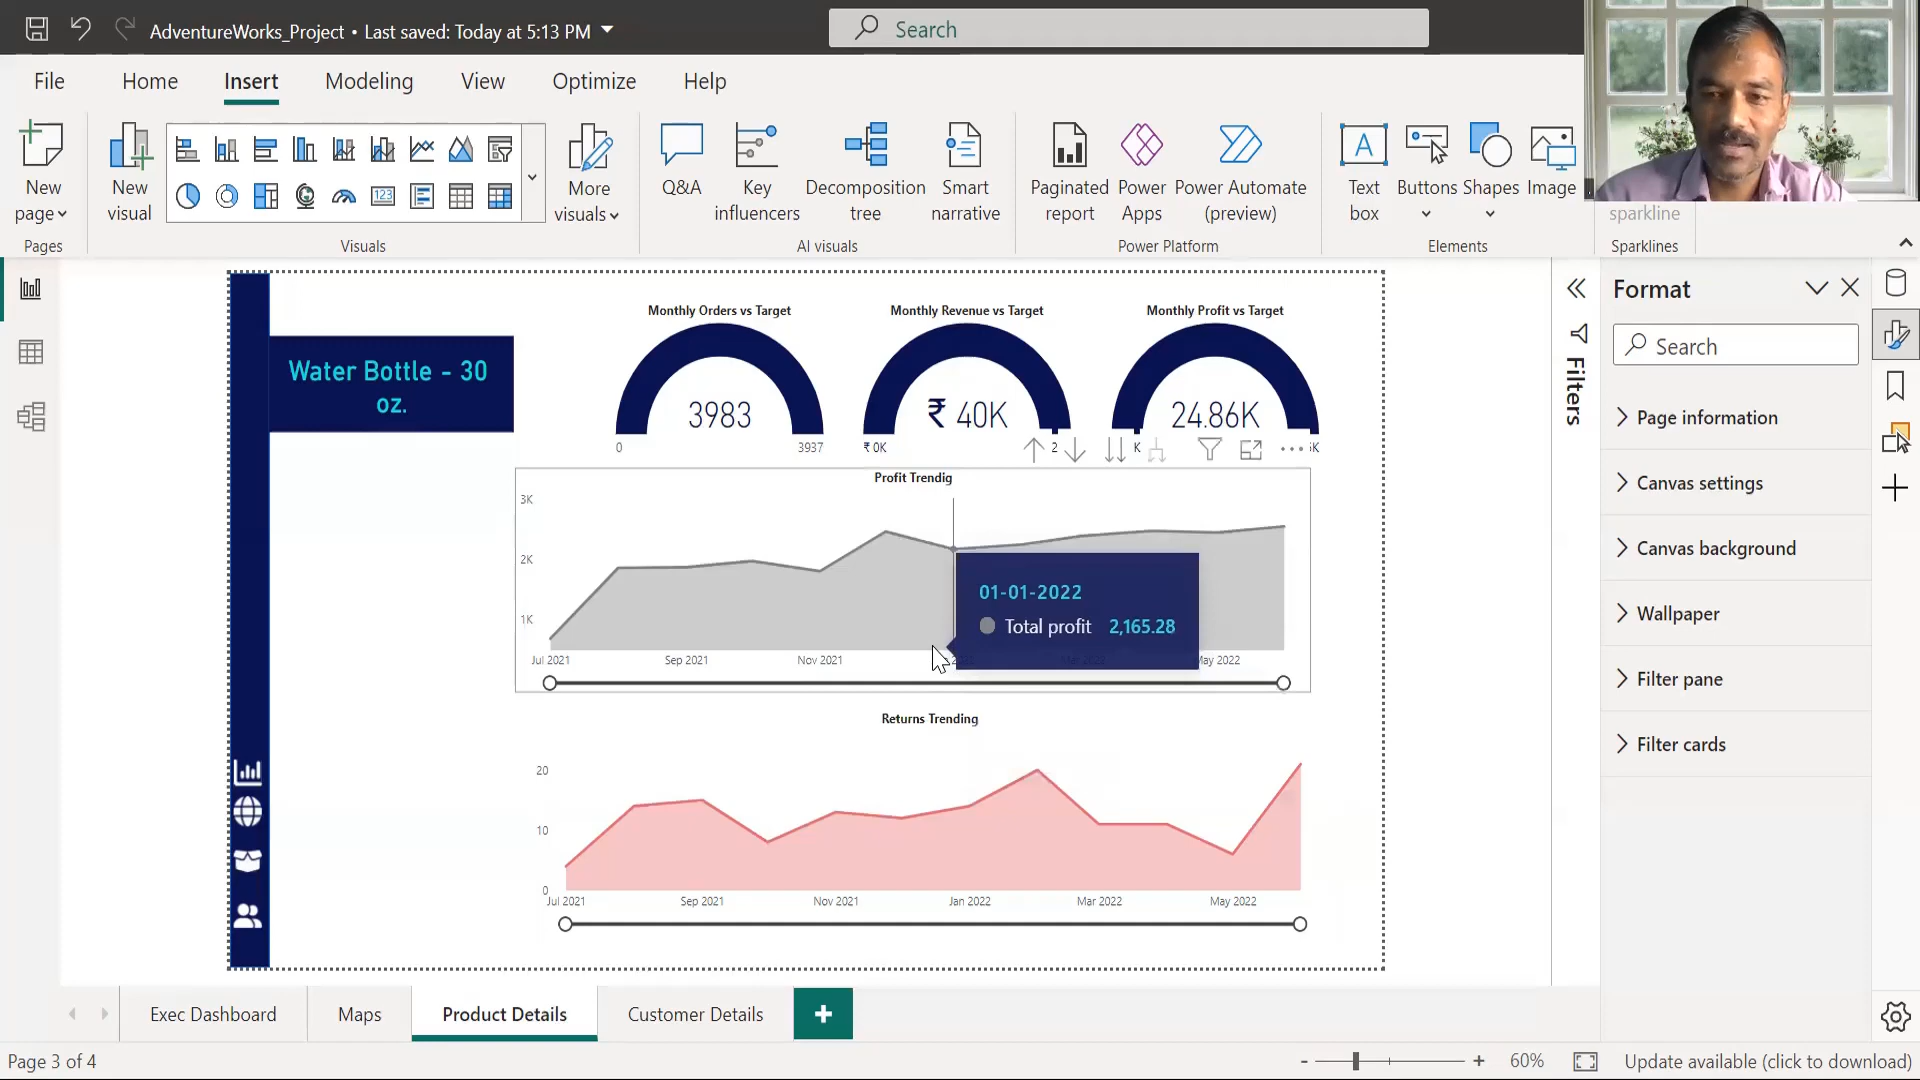 AdventureWorks_Project • Last saved: Today at 5:13 PM
Search
File Home Insert Modeling View Optimize Help
New page
Pages
New visual
123
Visuals
More visuals
Q&A
Key influencers
Decomposition tree
Smart narrative
AI visuals
Paginated report
Power Apps
Power Automate (preview)
Power Platform
A
Text box
Buttons
Shapes
Image
Elements
sparkline
Sparklines
Water Bottle - 30
oz.
Monthly Orders vs Target
3983
0 3937
Monthly Revenue vs Target
₹ 40K
₹ 0K
2
Monthly Profit vs Target
24.86K
K
K
Profit Trendig
3K
2K
1K
Jul 2021 Sep 2021 Nov 2021 May 2022
01-01-2022
Total profit 2,165.28
Returns Trending
20
10
0
Jul 2021 Sep 2021 Nov 2021 Jan 2022 Mar 2022 May 2022
Filters
Format
Search
Page information
Canvas settings
Canvas background
Wallpaper
Filter pane
Filter cards
Exec Dashboard Maps Product Details Customer Details +
Page 3 of 4
- + 60% Update available (click to download)